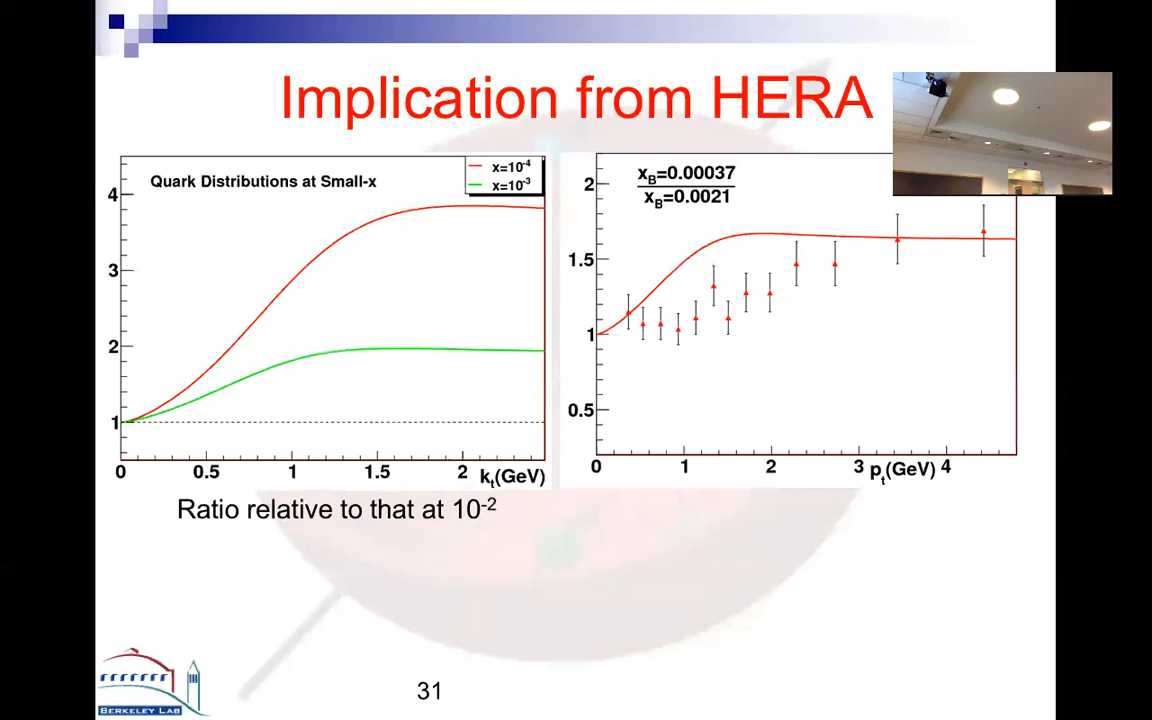 Implication from HERA
Quark Distributions at Small-x
x=10⁻⁴
x=10⁻³
4
3
2
1
0 0.5 1 1.5 2 kₜ(GeV)
Ratio relative to that at 10⁻²
x_B=0.00037
x_B=0.0021
2
1.5
1
0.5
0 1 2 3 pₜ(GeV) 4
BERKELEY LAB
31